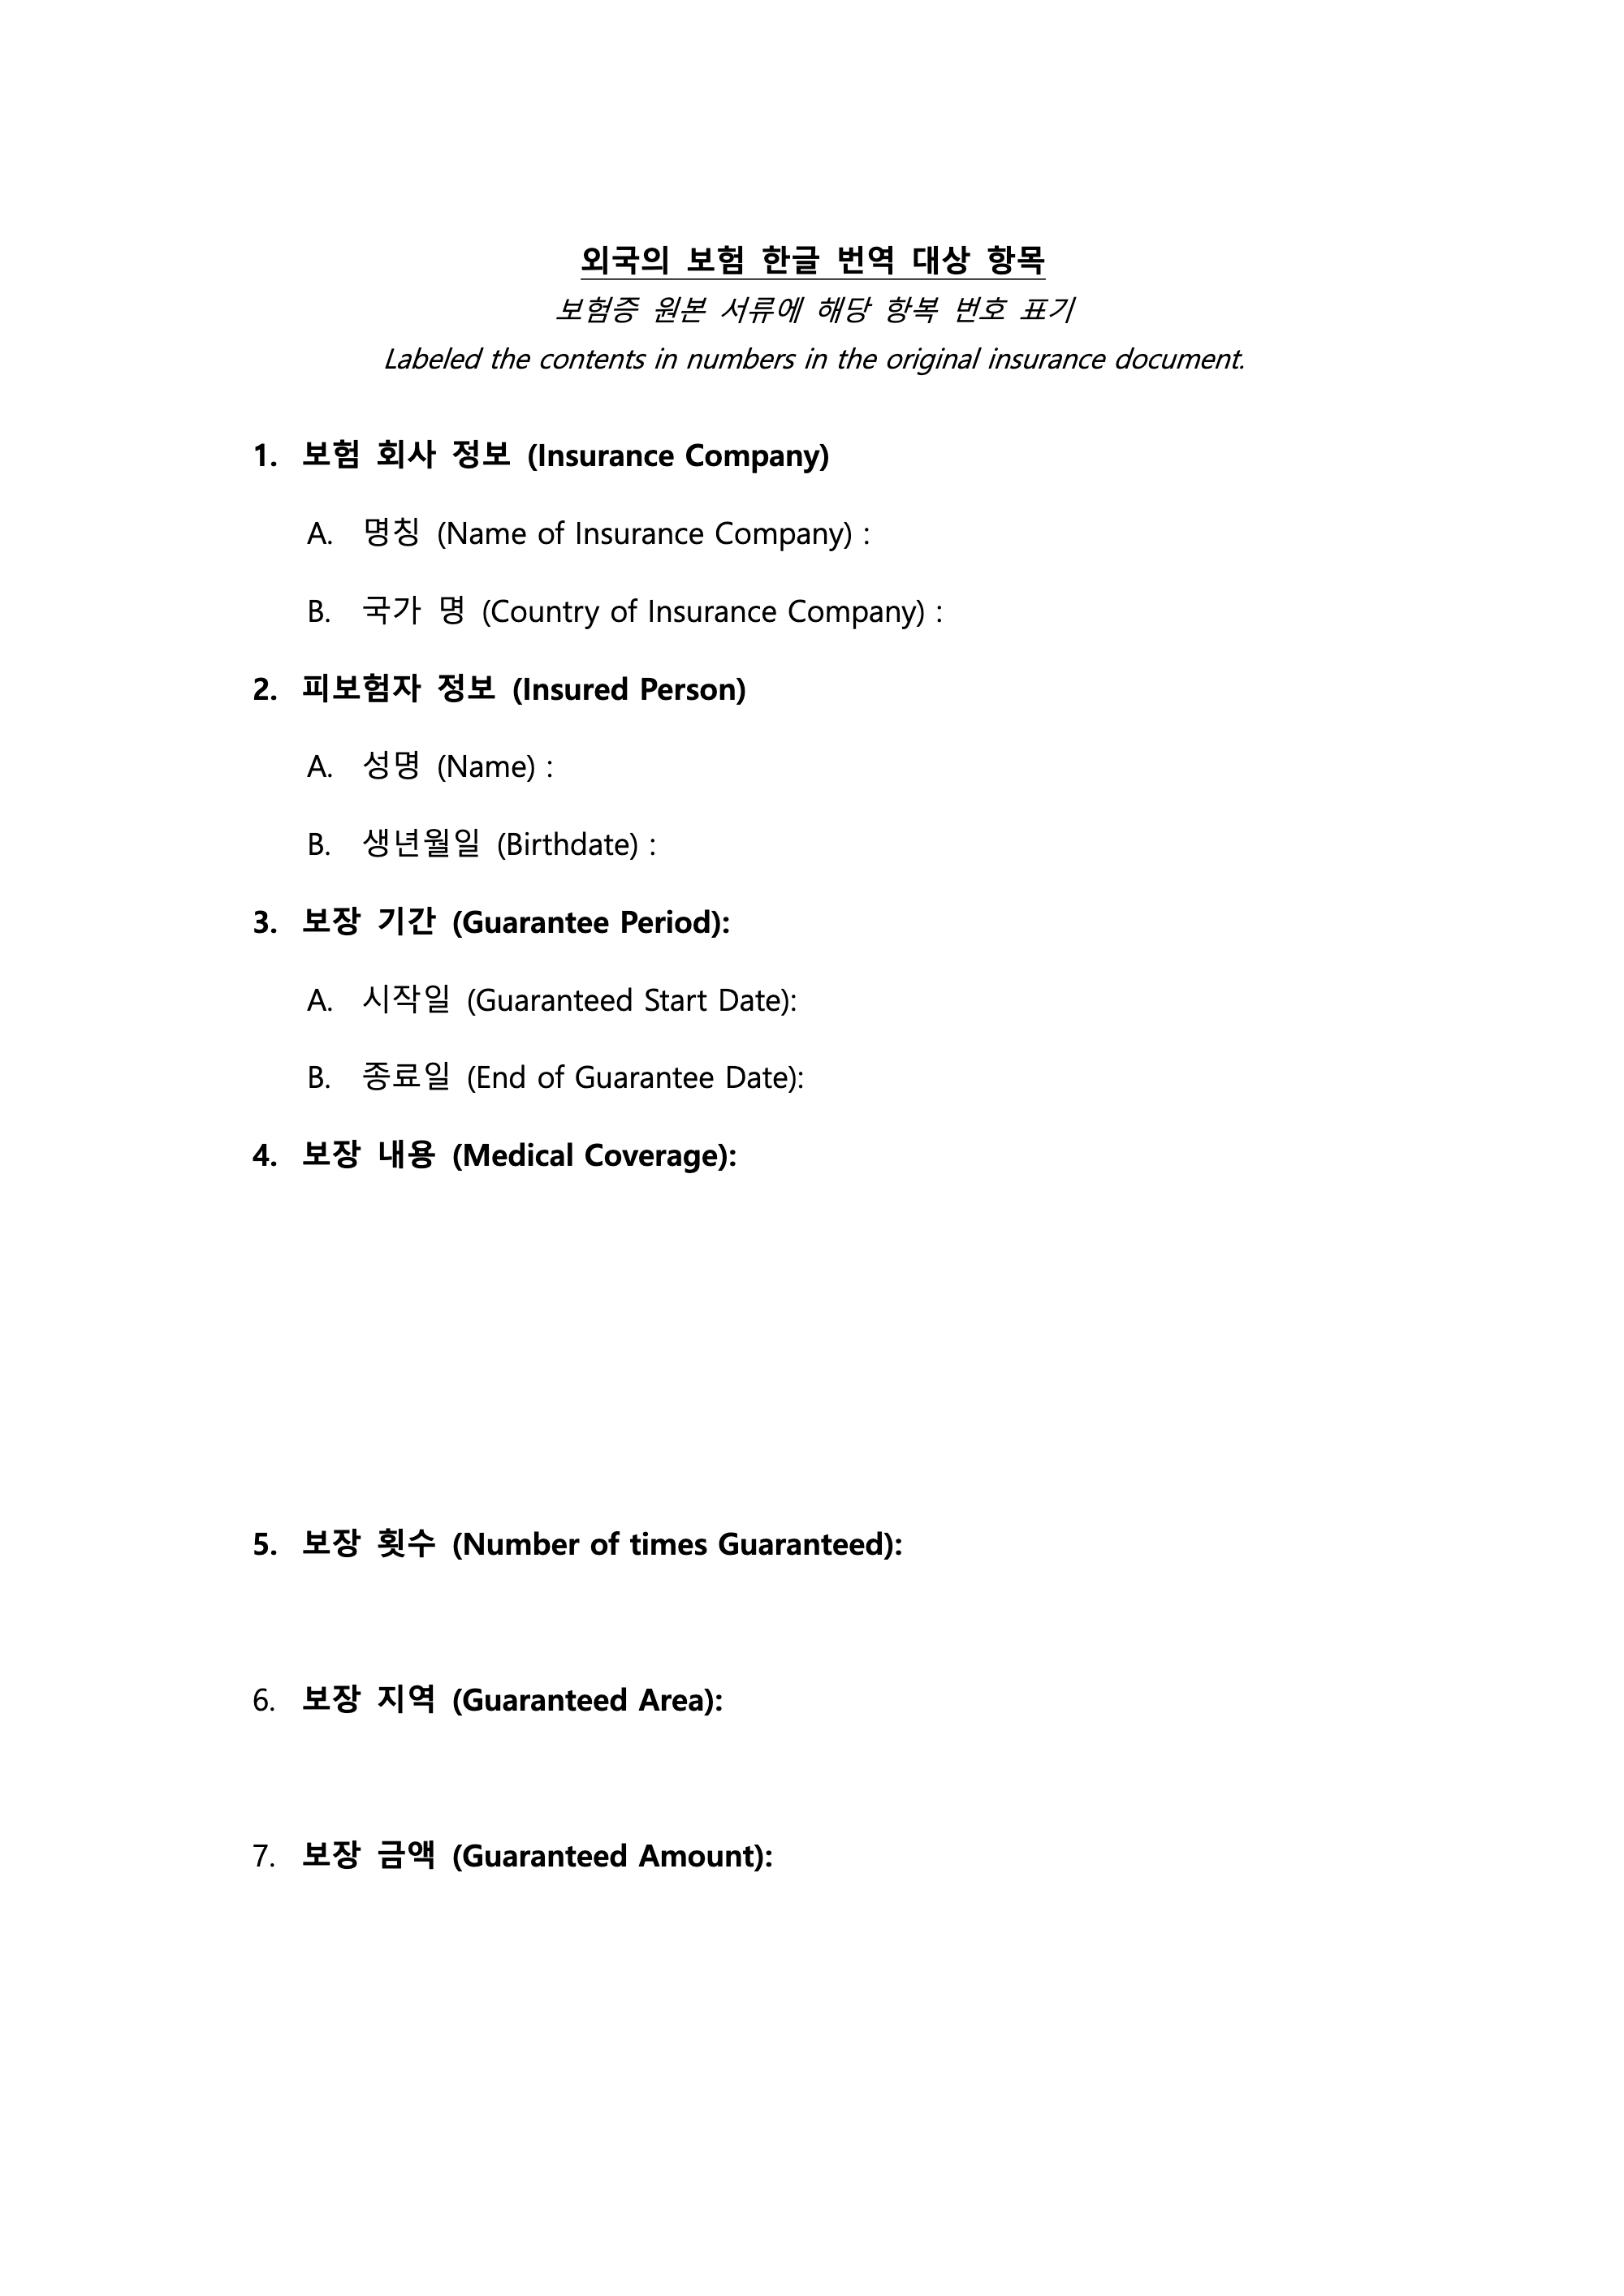 외국의 보험 한글 번역 대상 항목
보험증 원본 서류에 해당 항복 번호 표기
Labeled the contents in numbers in the original insurance document.
1. 보험 회사 정보 (Insurance Company)
A. 명칭 (Name of Insurance Company) :
B. 국가 명 (Country of Insurance Company) :
2. 피보험자 정보 (Insured Person)
A. 성명 (Name) :
B. 생년월일 (Birthdate) :
3. 보장 기간 (Guarantee Period):
A. 시작일 (Guaranteed Start Date):
B. 종료일 (End of Guarantee Date):
4. 보장 내용 (Medical Coverage):
5. 보장 횟수 (Number of times Guaranteed):
6. 보장 지역 (Guaranteed Area):
7. 보장 금액 (Guaranteed Amount):